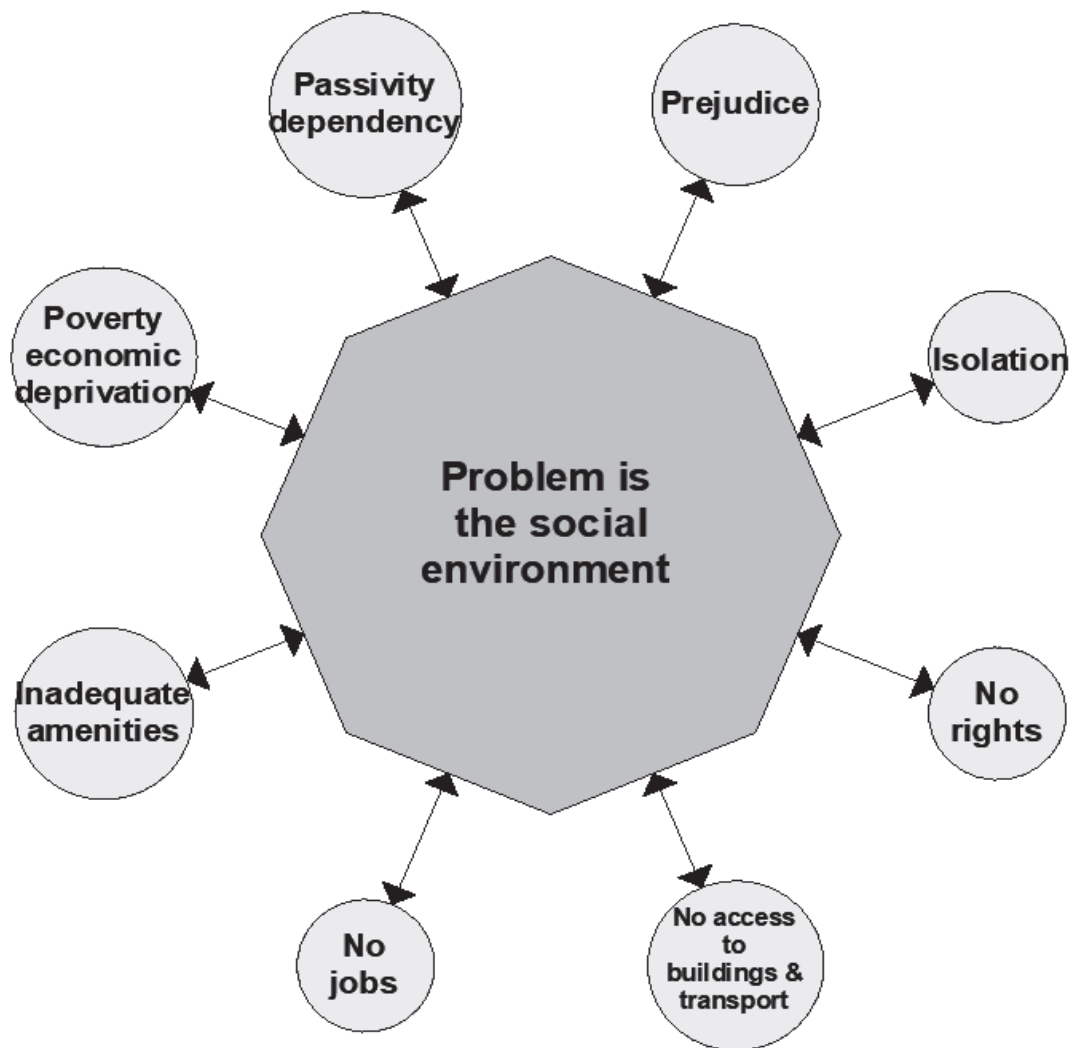 Passivity
dependency
Prejudice
Poverty
economic
deprivation
Isolation
Problem is
the social
environment
Inadequate
amenities
No
rights
No
jobs
No access
to
buildings &
transport